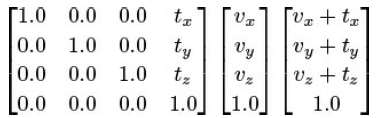 1.0 0.0 0.0 t_x v_x v_x + t_x
0.0 1.0 0.0 t_y v_y v_y + t_y
0.0 0.0 1.0 t_z v_z v_z + t_z
0.0 0.0 0.0 1.0 1.0 1.0